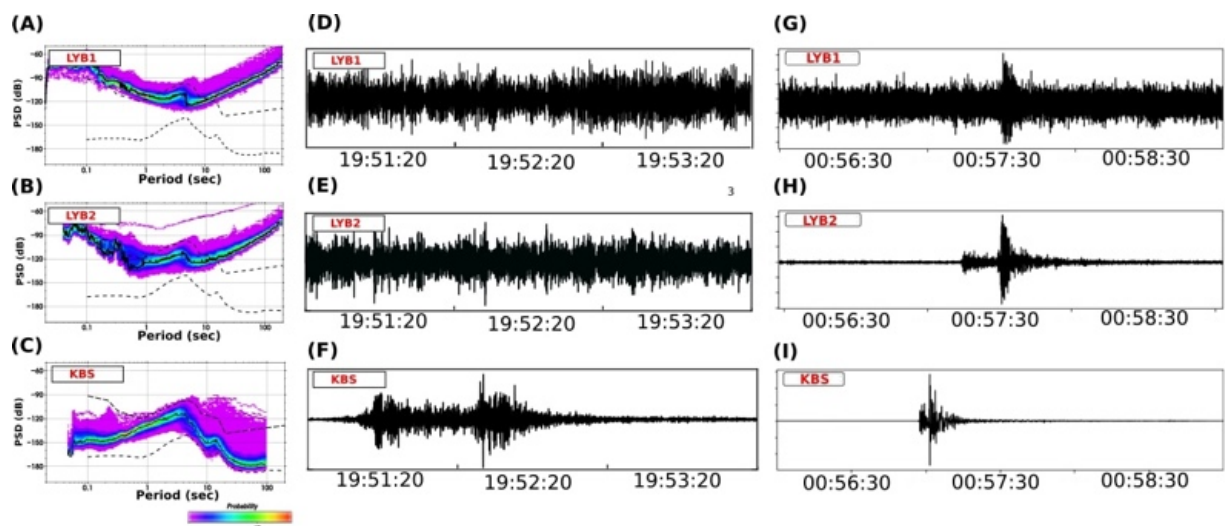 (A)
LYB1
PSD (dB)
−60
−90
−120
−150
−180
0.1
1
10
100
Period (sec)
(B)
LYB2
PSD (dB)
−60
−90
−120
−150
−180
0.1
1
10
100
Period (sec)
(C)
KBS
PSD (dB)
−60
−90
−120
−150
−180
0.1
1
10
100
Period (sec)
Probability
(D)
LYB1
19:51:20 19:52:20 19:53:20
(E)
3
LYB2
19:51:20 19:52:20 19:53:20
(F)
KBS
19:51:20 19:52:20 19:53:20
(G)
LYB1
00:56:30 00:57:30 00:58:30
(H)
LYB2
00:56:30 00:57:30 00:58:30
(I)
KBS
00:56:30 00:57:30 00:58:30